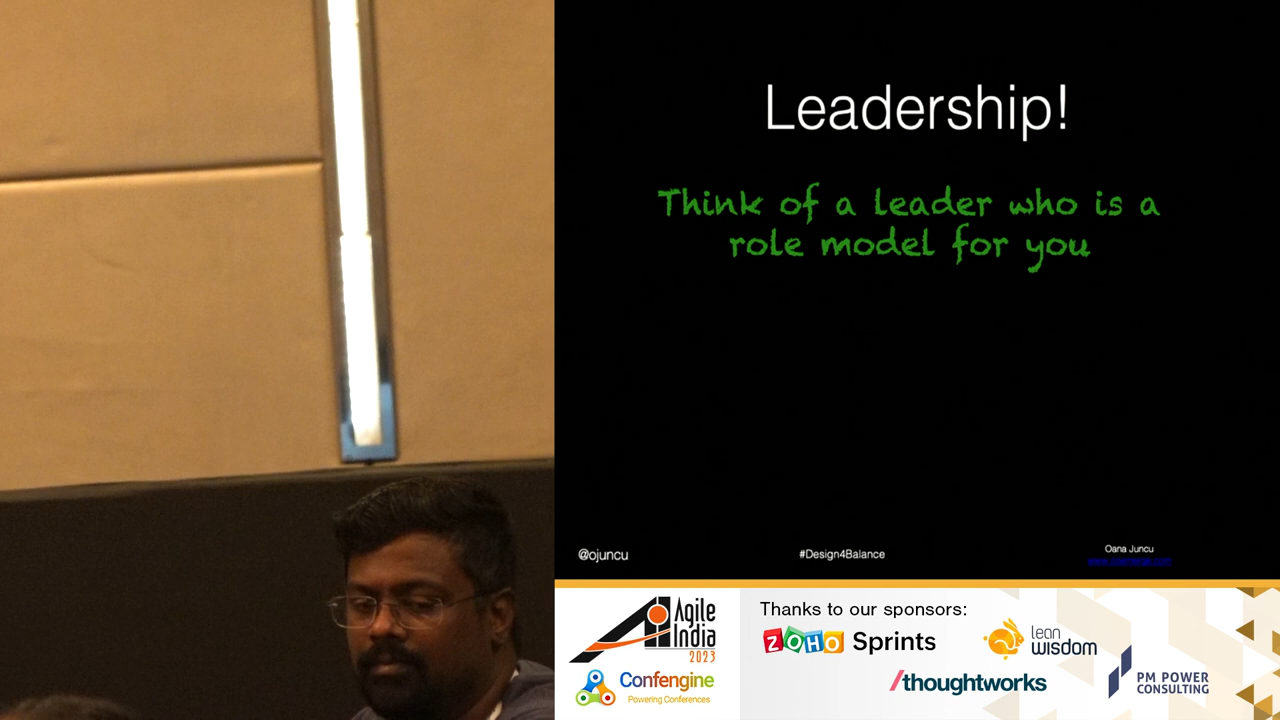 Leadership!
Think of a leader who is a
role model for you
@ojuncu
#Design4Balance
Oana Juncu
Agile
India
2023
Confengine
Powering Conferences
Thanks to our sponsors:
ZOHO Sprints
lean
wisdom
/thoughtworks
PM POWER
CONSULTING